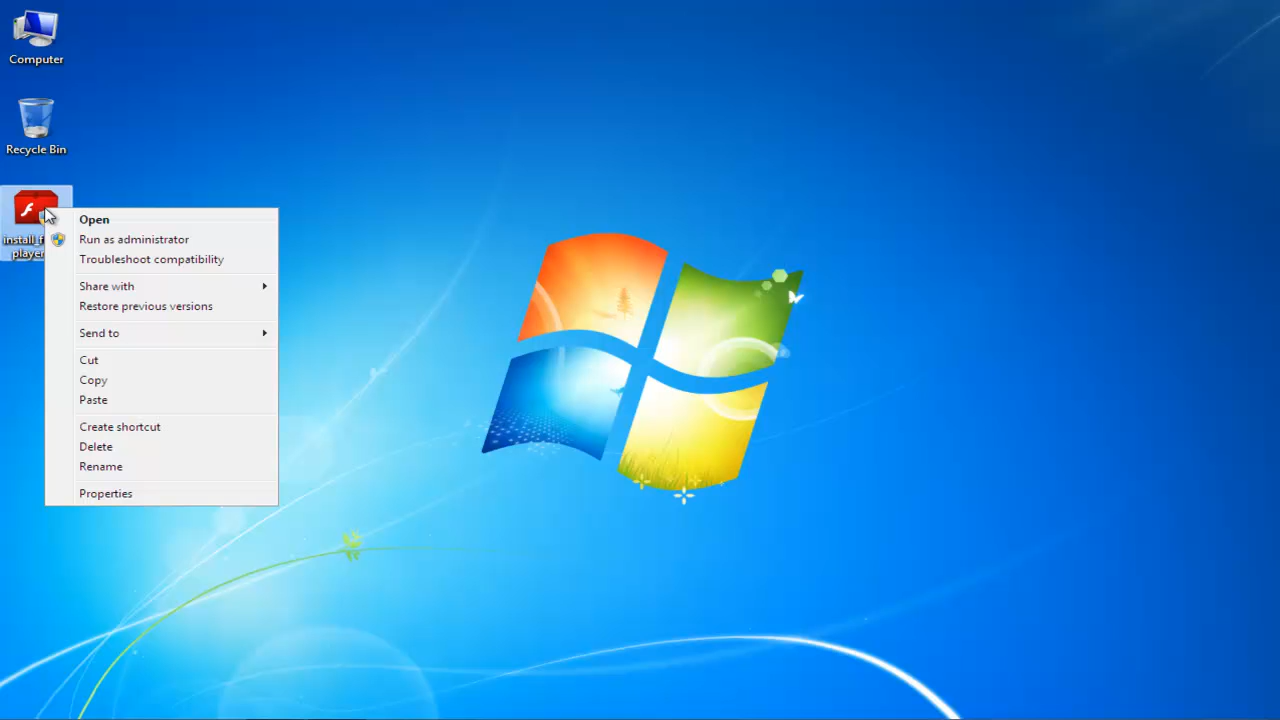 Computer
Recycle Bin
player
Open
Run as administrator
Troubleshoot compatibility
Share with
Restore previous versions
Send to
Cut
Copy
Paste
Create shortcut
Delete
Rename
Properties